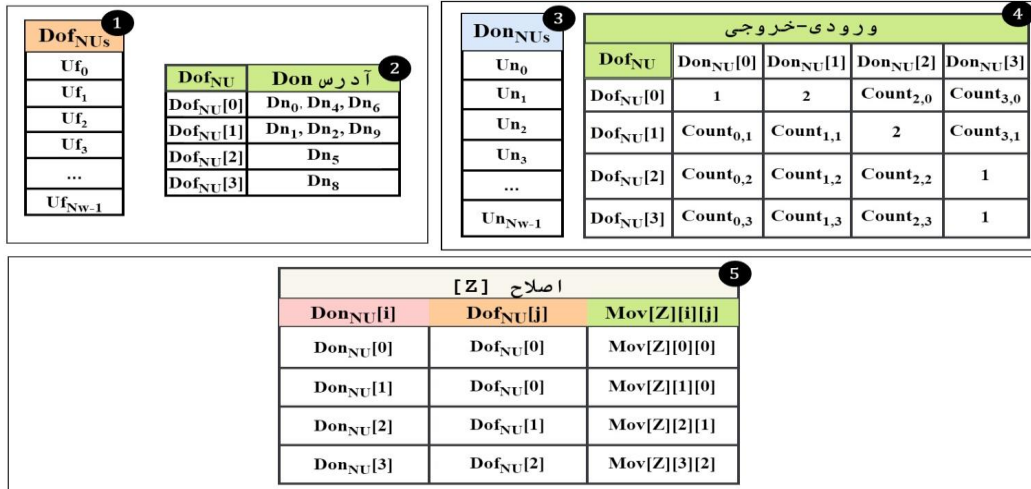 1
Dof_NUs
Uf_0
Uf_1
Uf_2
Uf_3
...
Uf_Nw-1
2
Dof_NU آدرس Don
Dof_NU[0] Dn_0, Dn_4, Dn_6
Dof_NU[1] Dn_1, Dn_2, Dn_9
Dof_NU[2] Dn_5
Dof_NU[3] Dn_8
3
Don_NUs
Un_0
Un_1
Un_2
Un_3
...
Un_Nw-1
4
ورودی-خروجی
Dof_NU Don_NU[0] Don_NU[1] Don_NU[2] Don_NU[3]
Dof_NU[0] 1 2 Count_2,0 Count_3,0
Dof_NU[1] Count_0,1 Count_1,1 2 Count_3,1
Dof_NU[2] Count_0,2 Count_1,2 Count_2,2 1
Dof_NU[3] Count_0,3 Count_1,3 Count_2,3 1
5
اصلاح [Z]
Don_NU[i] Dof_NU[j] Mov[Z][i][j]
Don_NU[0] Dof_NU[0] Mov[Z][0][0]
Don_NU[1] Dof_NU[0] Mov[Z][1][0]
Don_NU[2] Dof_NU[1] Mov[Z][2][1]
Don_NU[3] Dof_NU[2] Mov[Z][3][2]